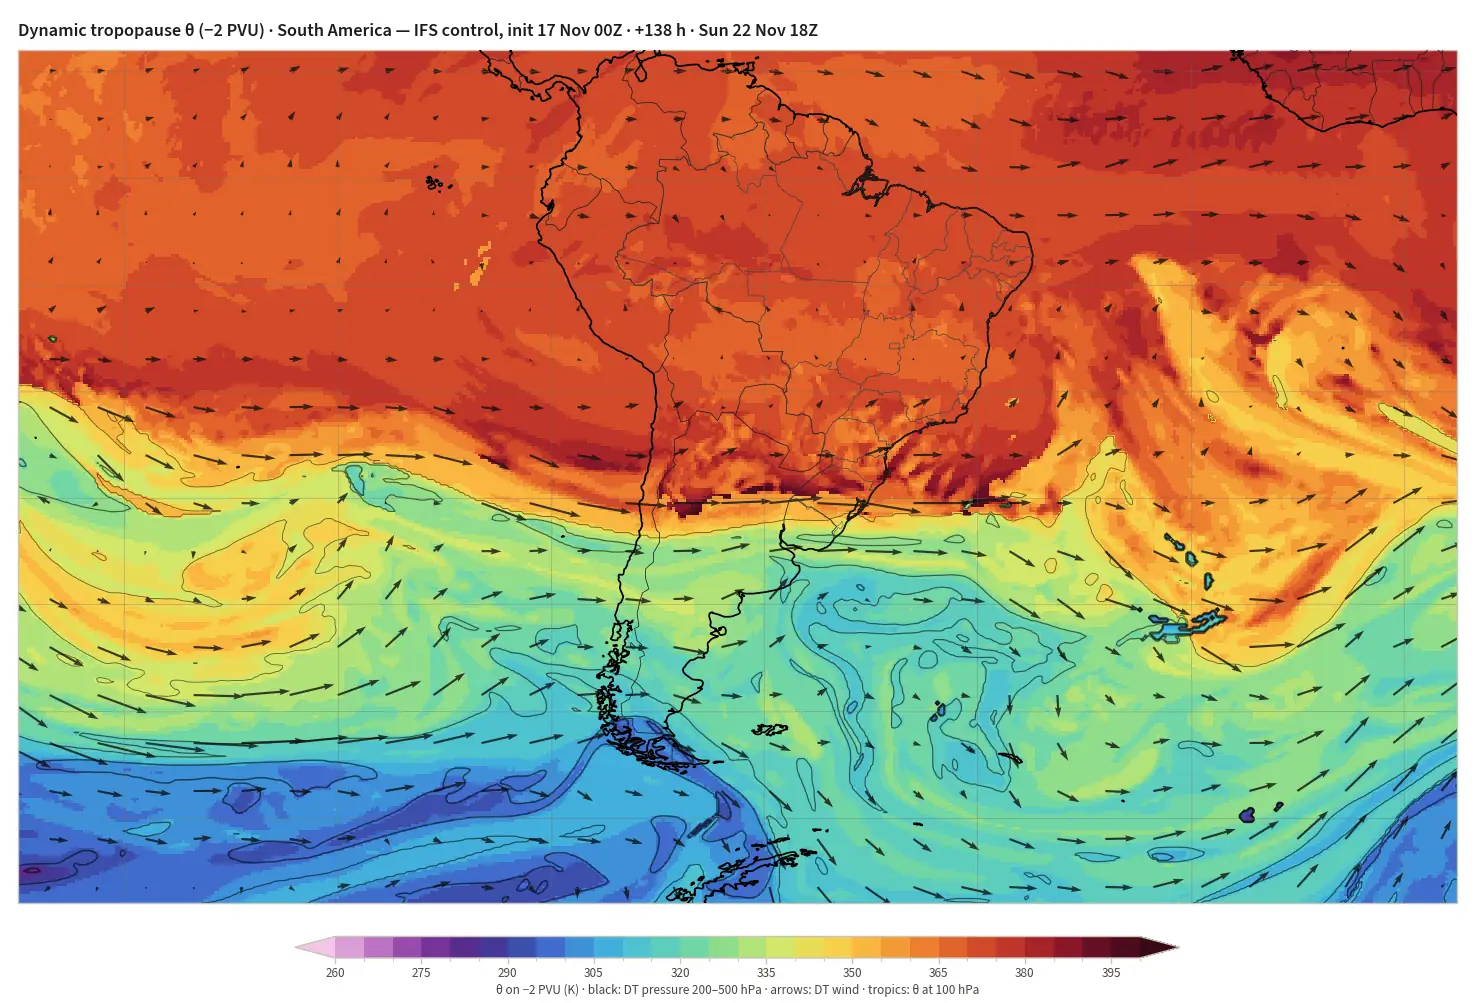 Dynamic tropopause θ (−2 PVU) · South America — IFS control, init 17 Nov 00Z · +138 h · Sun 22 Nov 18Z
260 275 290 305 320 335 350 365 380 395
θ on −2 PVU (K) · black: DT pressure 200–500 hPa · arrows: DT wind · tropics: θ at 100 hPa